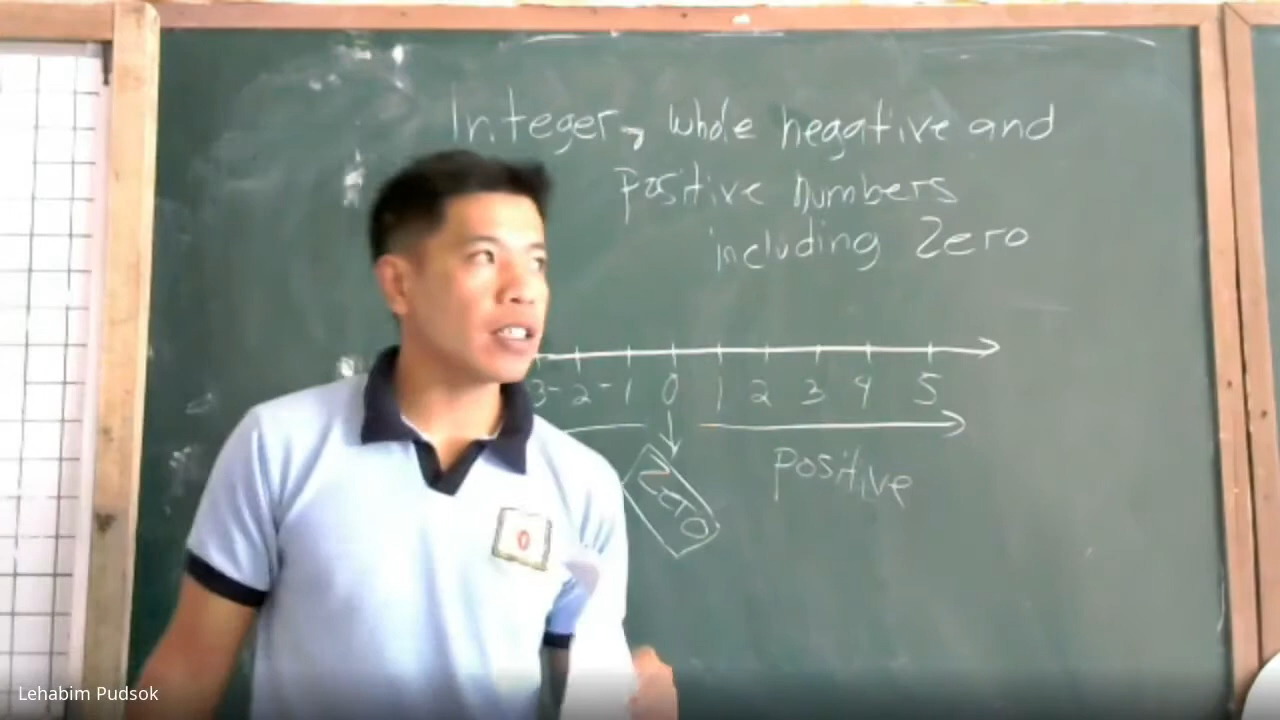 Integer, whole negative and
positive numbers
including Zero
3 - 2 - 1 0 1 2 3 4 5
Zero
positive
Lehabim Pudsok